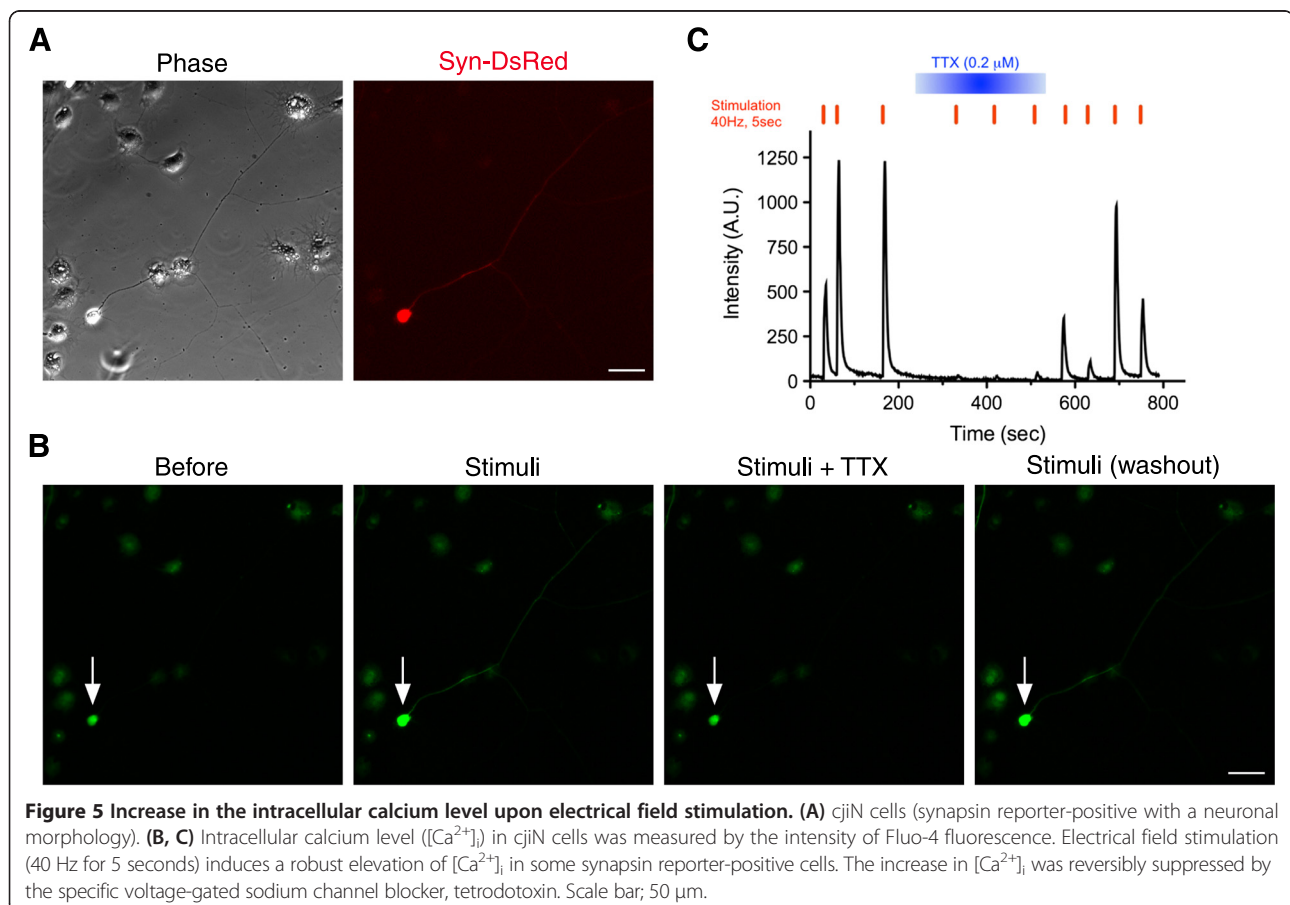 A
Phase
Syn-DsRed
C
TTX (0.2 μM)
Stimulation
40Hz, 5sec
1250
1000
750
500
250
0
Intensity (A.U.)
0 200 400 600 800
Time (sec)
B
Before
Stimuli
Stimuli + TTX
Stimuli (washout)
Figure 5 Increase in the intracellular calcium level upon electrical field stimulation. (A) cjiN cells (synapsin reporter-positive with a neuronal
morphology). (B, C) Intracellular calcium level ([Ca²⁺]ᵢ) in cjiN cells was measured by the intensity of Fluo-4 fluorescence. Electrical field stimulation
(40 Hz for 5 seconds) induces a robust elevation of [Ca²⁺]ᵢ in some synapsin reporter-positive cells. The increase in [Ca²⁺]ᵢ was reversibly suppressed by
the specific voltage-gated sodium channel blocker, tetrodotoxin. Scale bar; 50 μm.